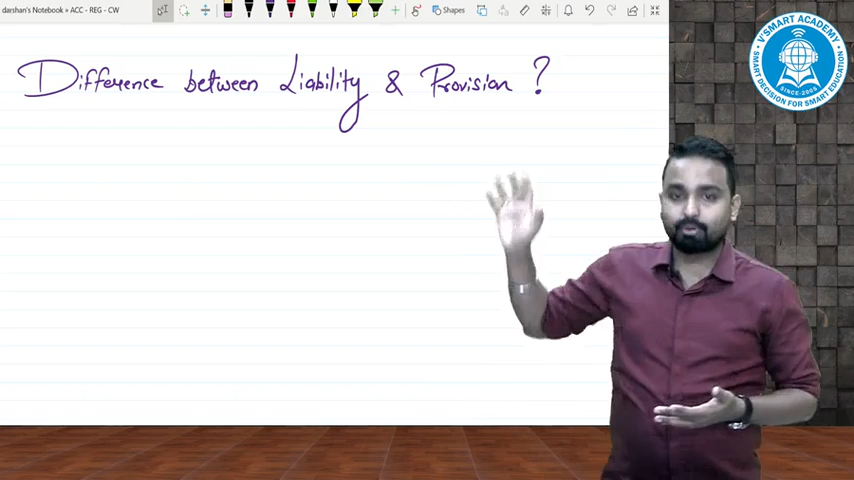 darshan's Notebook » ACC - REG - CW
Shapes
Difference between Liability & Provision ?
V'SMART ACADEMY
SINCE-2005
SMART DECISION FOR SMART EDUCATION